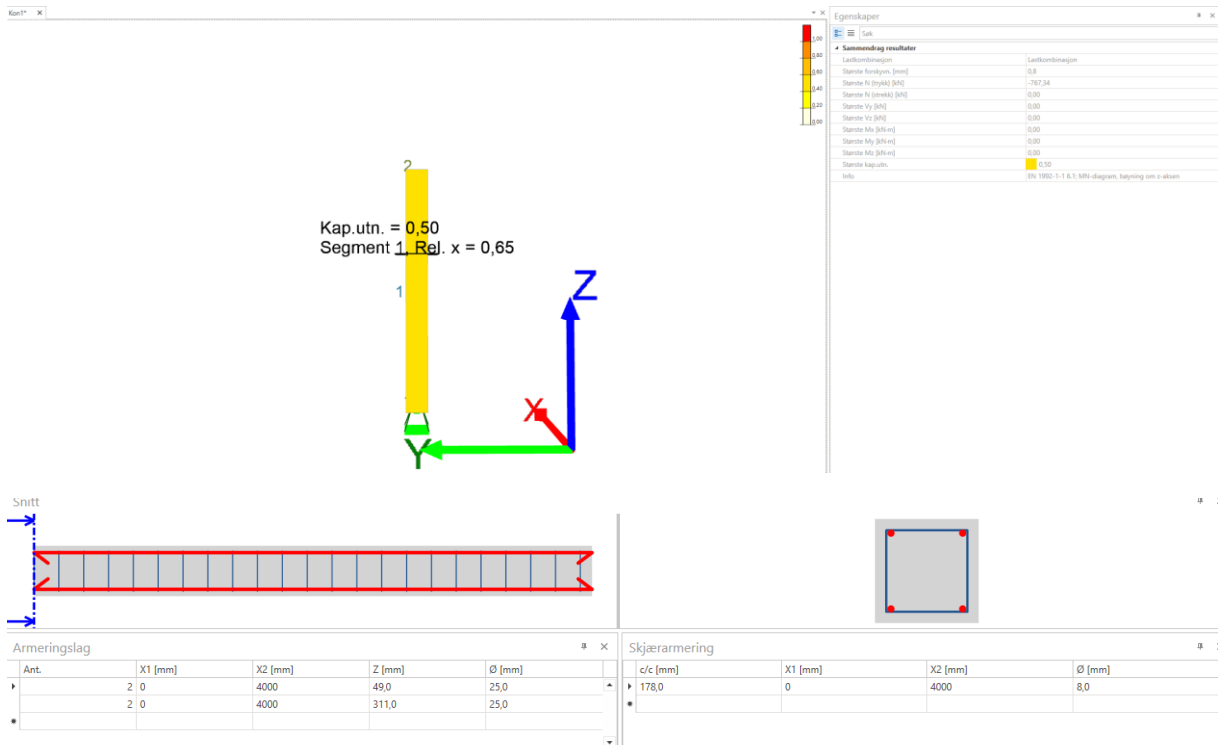 Kon1*
Egenskaper
Søk
Sammendrag resultater
Lastkombinasjon Lastkombinasjon
Største forskyvn. [mm] 0,8
Største N (trykk) [kN] -767,34
Største N (strekk) [kN] 0,00
Største Vy [kN] 0,00
Største Vz [kN] 0,00
Største Mx [kN·m] 0,00
Største My [kN·m] 0,00
Største Mz [kN·m] 0,00
Største kap.utn. 0,50
Info EN 1992-1-1 6.1: MN-diagram, bøyning om z-aksen
1,00
0,80
0,60
0,40
0,20
0,00
2
Kap.utn. = 0,50
Segment 1, Rel. x = 0,65
1
Z
X
Y
Snitt
Armeringslag
Ant. X1 [mm] X2 [mm] Z [mm] Ø [mm]
2 0 4000 49,0 25,0
2 0 4000 311,0 25,0
Skjærarmering
c/c [mm] X1 [mm] X2 [mm] Ø [mm]
178,0 0 4000 8,0